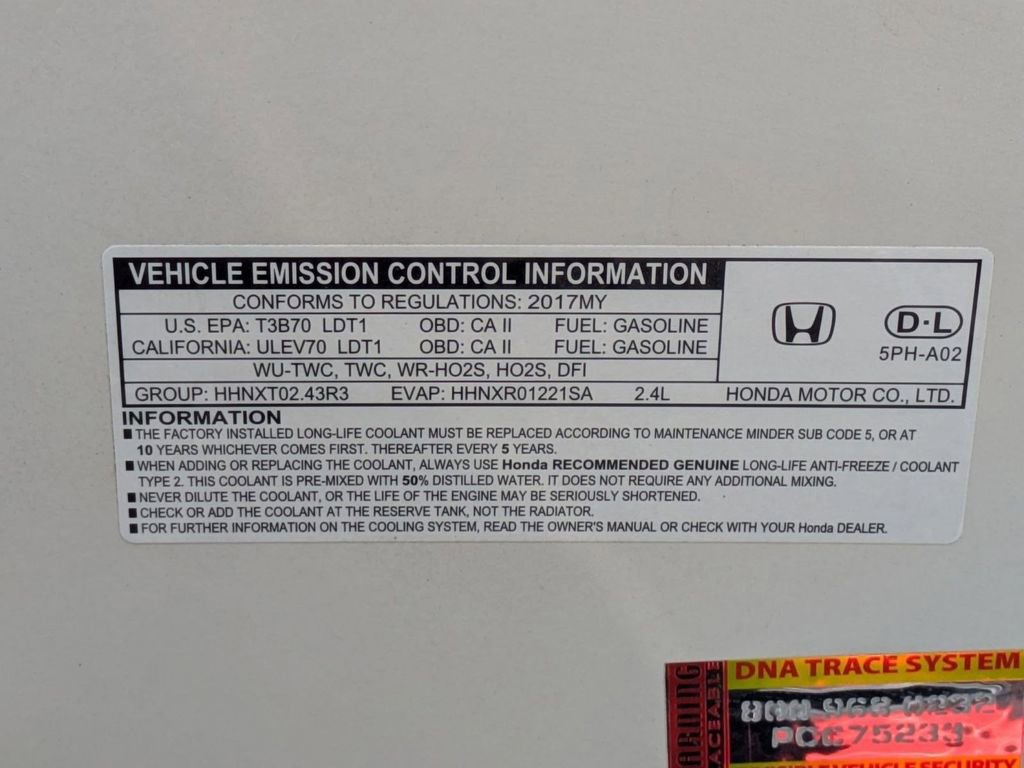 VEHICLE EMISSION CONTROL INFORMATION
CONFORMS TO REGULATIONS: 2017MY
U.S. EPA: T3B70 LDT1 OBD: CA II FUEL: GASOLINE
CALIFORNIA: ULEV70 LDT1 OBD: CA II FUEL: GASOLINE
WU-TWC, TWC, WR-HO2S, HO2S, DFI
GROUP: HHNXT02.43R3 EVAP: HHNXR01221SA 2.4L
D·L
5PH-A02
HONDA MOTOR CO., LTD.
INFORMATION
■ THE FACTORY INSTALLED LONG-LIFE COOLANT MUST BE REPLACED ACCORDING TO MAINTENANCE MINDER SUB CODE 5, OR AT
10 YEARS WHICHEVER COMES FIRST. THEREAFTER EVERY 5 YEARS.
■ WHEN ADDING OR REPLACING THE COOLANT, ALWAYS USE Honda RECOMMENDED GENUINE LONG-LIFE ANTI-FREEZE / COOLANT
TYPE 2. THIS COOLANT IS PRE-MIXED WITH 50% DISTILLED WATER. IT DOES NOT REQUIRE ANY ADDITIONAL MIXING.
■ NEVER DILUTE THE COOLANT, OR THE LIFE OF THE ENGINE MAY BE SERIOUSLY SHORTENED.
■ CHECK OR ADD THE COOLANT AT THE RESERVE TANK, NOT THE RADIATOR.
■ FOR FURTHER INFORMATION ON THE COOLING SYSTEM, READ THE OWNER'S MANUAL OR CHECK WITH YOUR Honda DEALER.
DNA TRACE SYSTEM
VEHICLE SECURITY